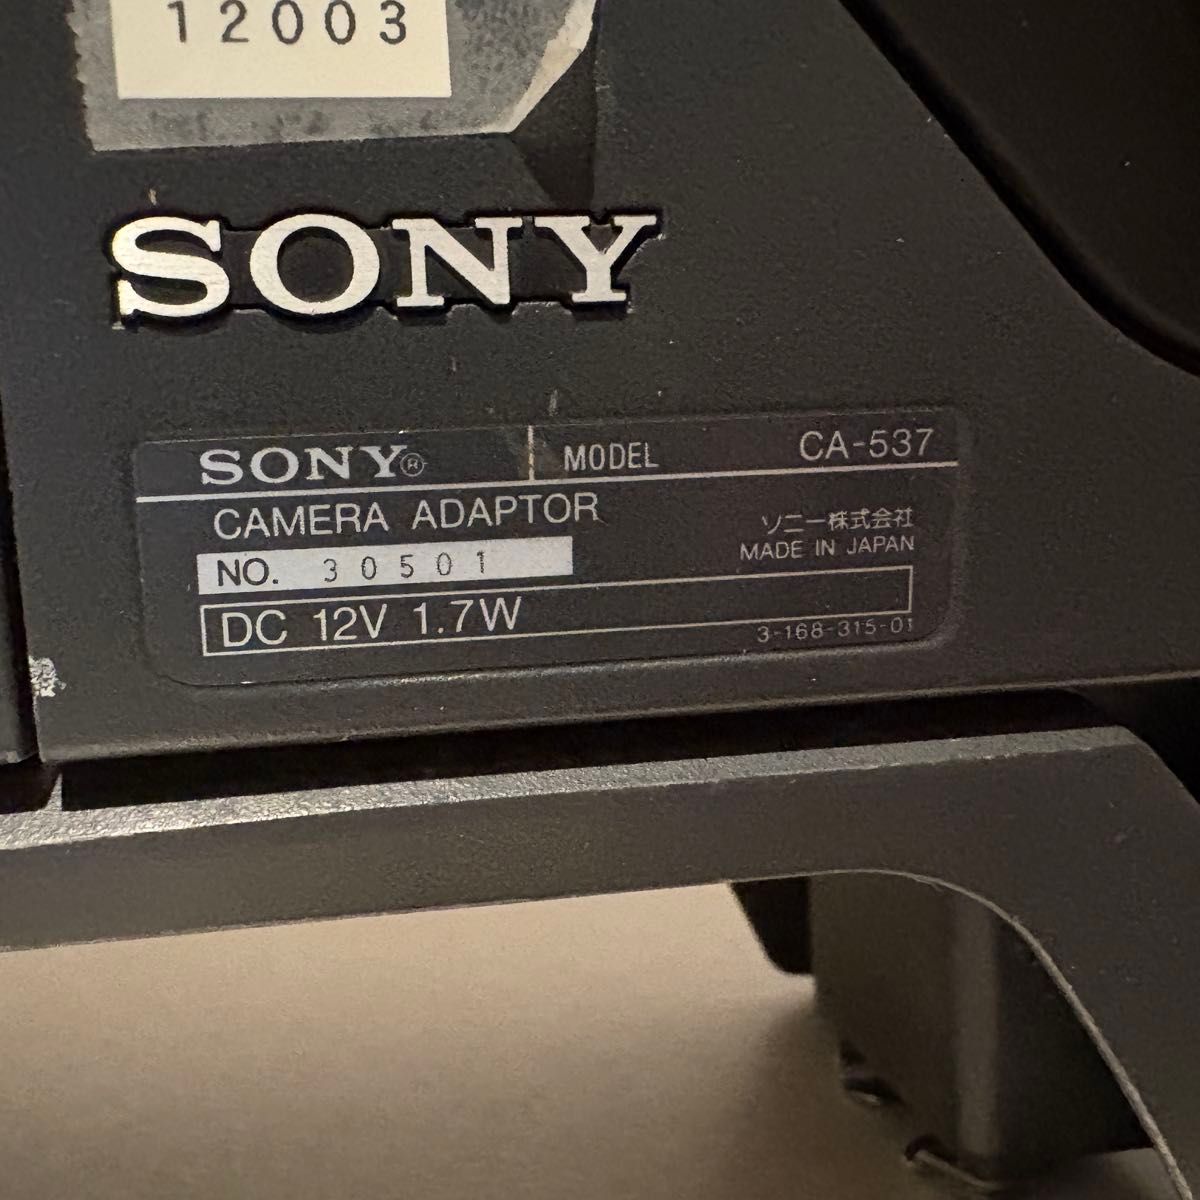 12003
SONY
SONY® MODEL CA-537
CAMERA ADAPTOR
ソニー株式会社
NO. 30501
MADE IN JAPAN
DC 12V 1.7W
3-168-315-01